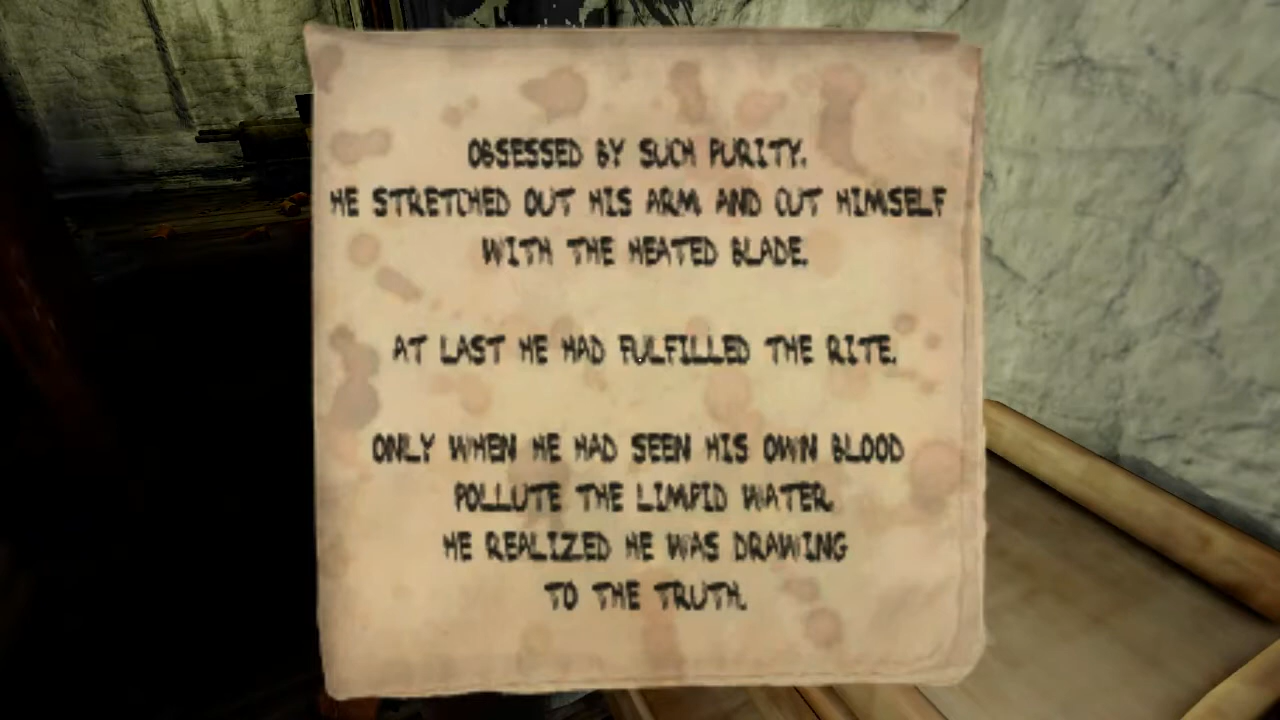 OBSESSED BY SUCH PURITY.
HE STRETCHED OUT HIS ARM AND CUT HIMSELF
WITH THE HEATED BLADE.
AT LAST HE HAD FULFILLED THE RITE.
ONLY WHEN HE HAD SEEN HIS OWN BLOOD
POLLUTE THE LIMPID WATER
HE REALIZED HE WAS DRAWING
TO THE TRUTH.